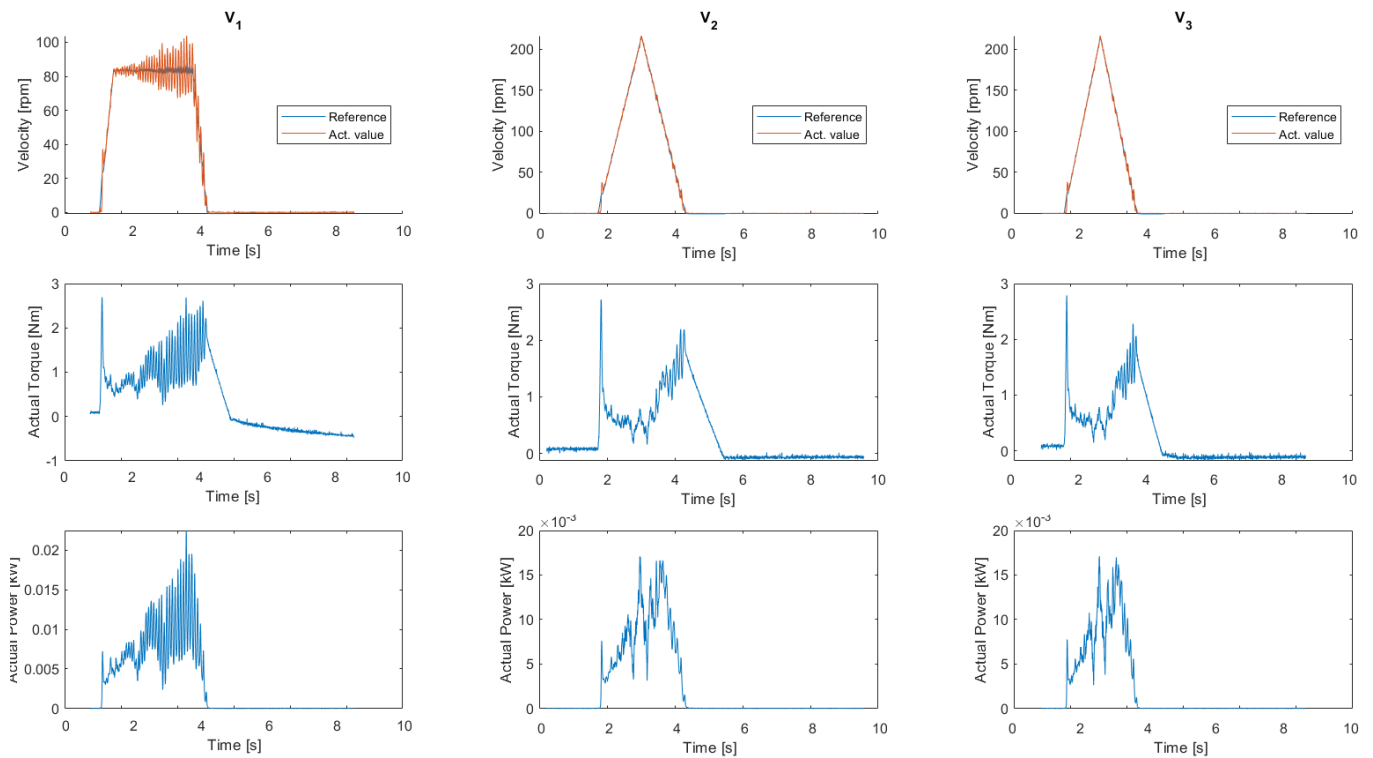 V1
V2
V3
100
80
60
40
20
0
Velocity [rpm]
Reference
Act. value
0 2 4 6 8 10
Time [s]
200
150
100
50
0
Velocity [rpm]
Reference
Act. value
0 2 4 6 8 10
Time [s]
200
150
100
50
0
Velocity [rpm]
Reference
Act. value
0 2 4 6 8 10
Time [s]
3
2
1
0
-1
Actual Torque [Nm]
0 2 4 6 8 10
Time [s]
3
2
1
0
Actual Torque [Nm]
0 2 4 6 8 10
Time [s]
3
2
1
0
Actual Torque [Nm]
0 2 4 6 8 10
Time [s]
0.02
0.015
0.01
0.005
0
Actual Power [kW]
0 2 4 6 8 10
Time [s]
×10-3
20
15
10
5
0
Actual Power [kW]
0 2 4 6 8 10
Time [s]
×10-3
20
15
10
5
0
Actual Power [kW]
0 2 4 6 8 10
Time [s]